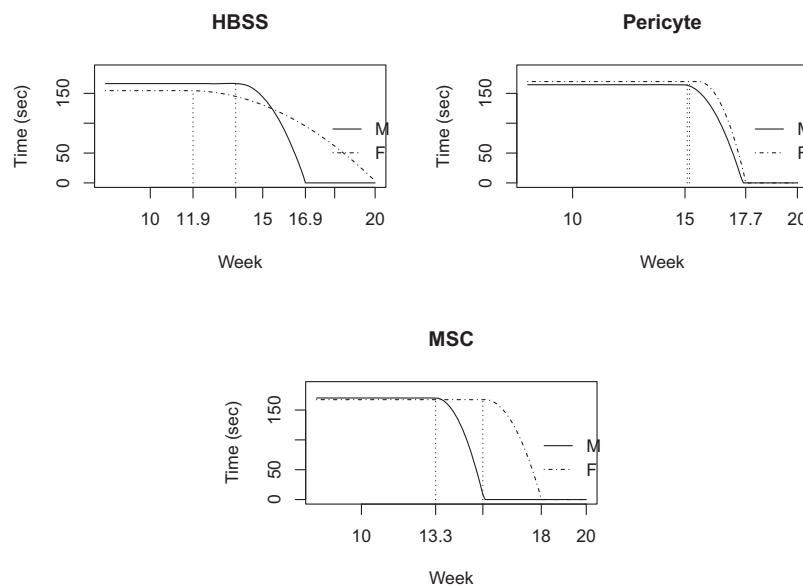 HBSS
Time (sec)
150
50
0
M
F
10 11.9 15 16.9 20
Week
Pericyte
Time (sec)
150
50
0
M
F
10 15 17.7 20
Week
MSC
Time (sec)
150
50
0
M
F
10 13.3 18 20
Week